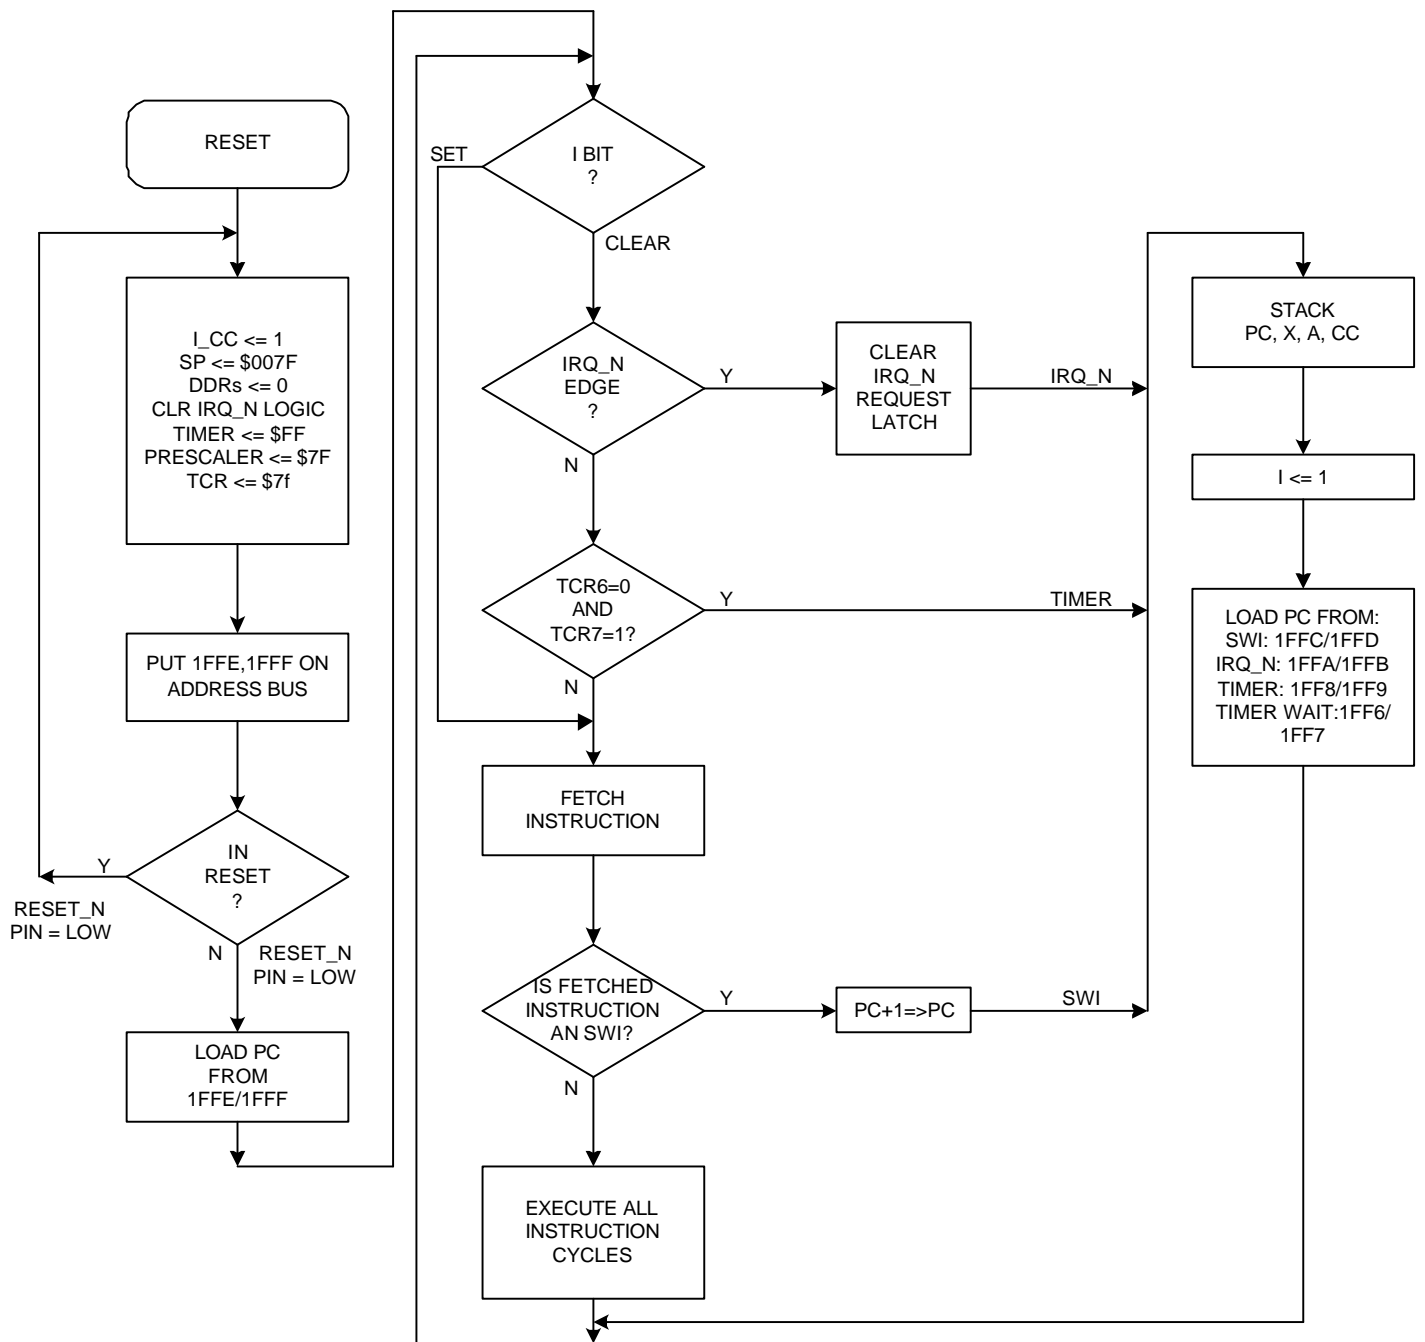 RESET
I_CC <= 1
SP <= $007F
DDRs <= 0
CLR IRQ_N LOGIC
TIMER <= $FF
PRESCALER <= $7F
TCR <= $7f
PUT 1FFE,1FFF ON
ADDRESS BUS
IN
RESET
?
Y
RESET_N
PIN = LOW
N
RESET_N
PIN = LOW
LOAD PC
FROM
1FFE/1FFF
I BIT
?
SET
CLEAR
IRQ_N
EDGE
?
Y
N
CLEAR
IRQ_N
REQUEST
LATCH
IRQ_N
TCR6=0
AND
TCR7=1?
Y
TIMER
N
FETCH
INSTRUCTION
IS FETCHED
INSTRUCTION
AN SWI?
Y
PC+1=>PC
SWI
N
EXECUTE ALL
INSTRUCTION
CYCLES
STACK
PC, X, A, CC
I <= 1
LOAD PC FROM:
SWI: 1FFC/1FFD
IRQ_N: 1FFA/1FFB
TIMER: 1FF8/1FF9
TIMER WAIT:1FF6/
1FF7